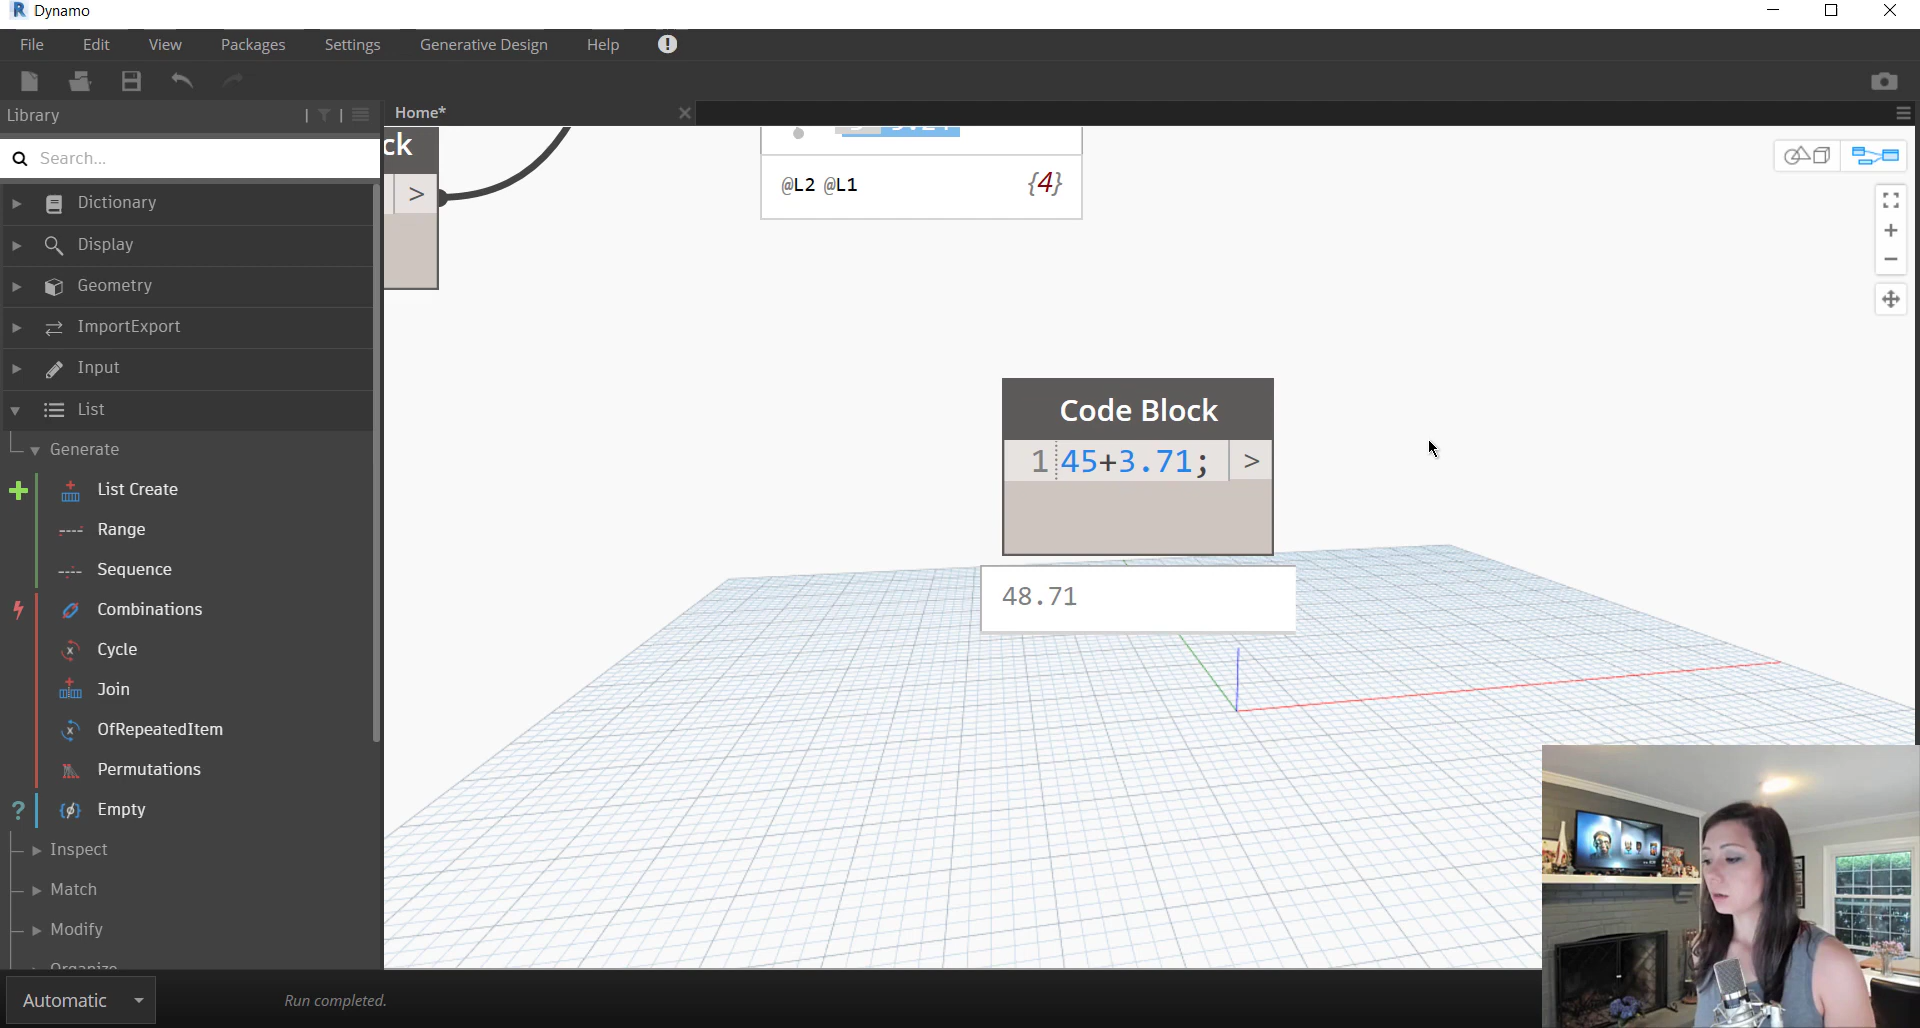 Dynamo
File Edit View Packages Settings Generative Design Help
Library
Home*
Search...
Dictionary
Display
Geometry
ImportExport
Input
List
Generate
List Create
Range
Sequence
Combinations
Cycle
Join
OfRepeatedItem
Permutations
Empty
Inspect
Match
Modify
Organize
ck
>
@L2 @L1 {4}
Code Block
1 45+3.71; >
48.71
Automatic
Run completed.